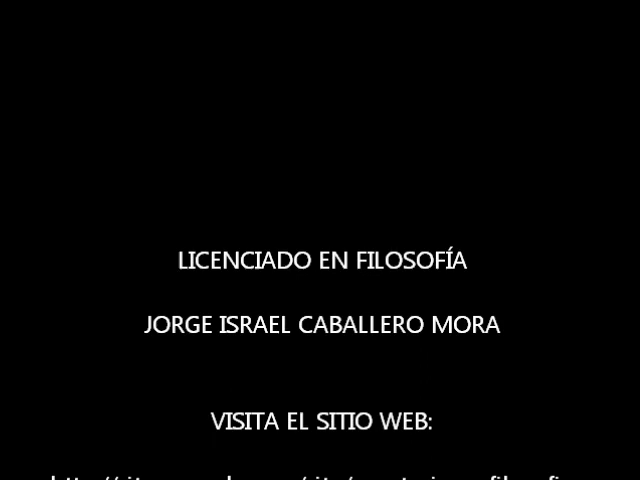 LICENCIADO EN FILOSOFÍA
JORGE ISRAEL CABALLERO MORA
VISITA EL SITIO WEB: